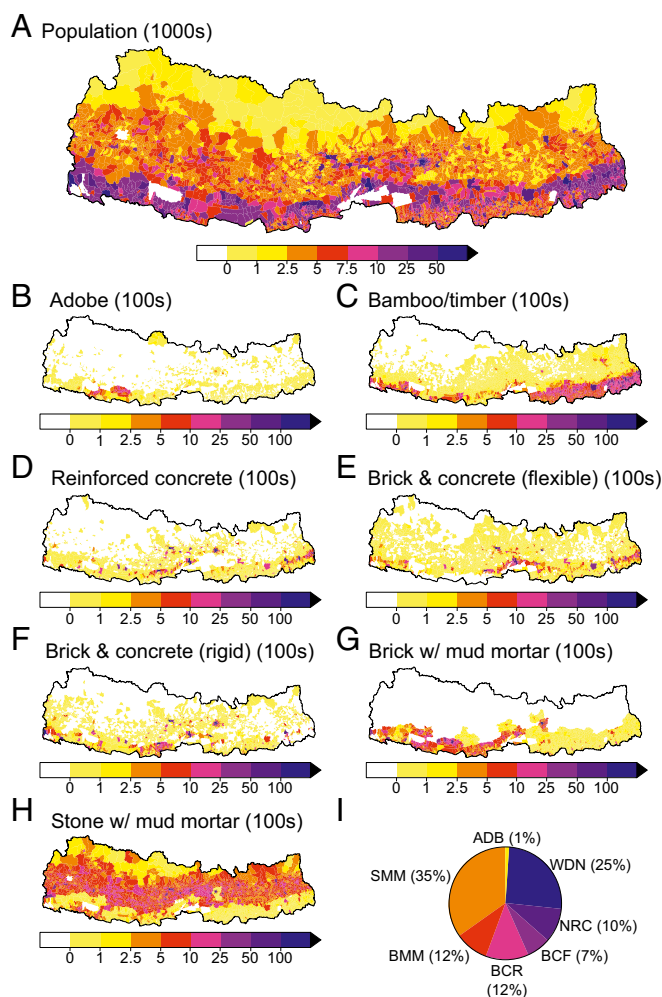 A Population (1000s)
0 1 2.5 5 7.5 10 25 50
B Adobe (100s)
0 1 2.5 5 10 25 50 100
C Bamboo/timber (100s)
0 1 2.5 5 10 25 50 100
D Reinforced concrete (100s)
0 1 2.5 5 10 25 50 100
E Brick & concrete (flexible) (100s)
0 1 2.5 5 10 25 50 100
F Brick & concrete (rigid) (100s)
0 1 2.5 5 10 25 50 100
G Brick w/ mud mortar (100s)
0 1 2.5 5 10 25 50 100
H Stone w/ mud mortar (100s)
0 1 2.5 5 10 25 50 100
I
ADB (1%)
WDN (25%)
SMM (35%)
NRC (10%)
BMM (12%)
BCF (7%)
BCR
(12%)